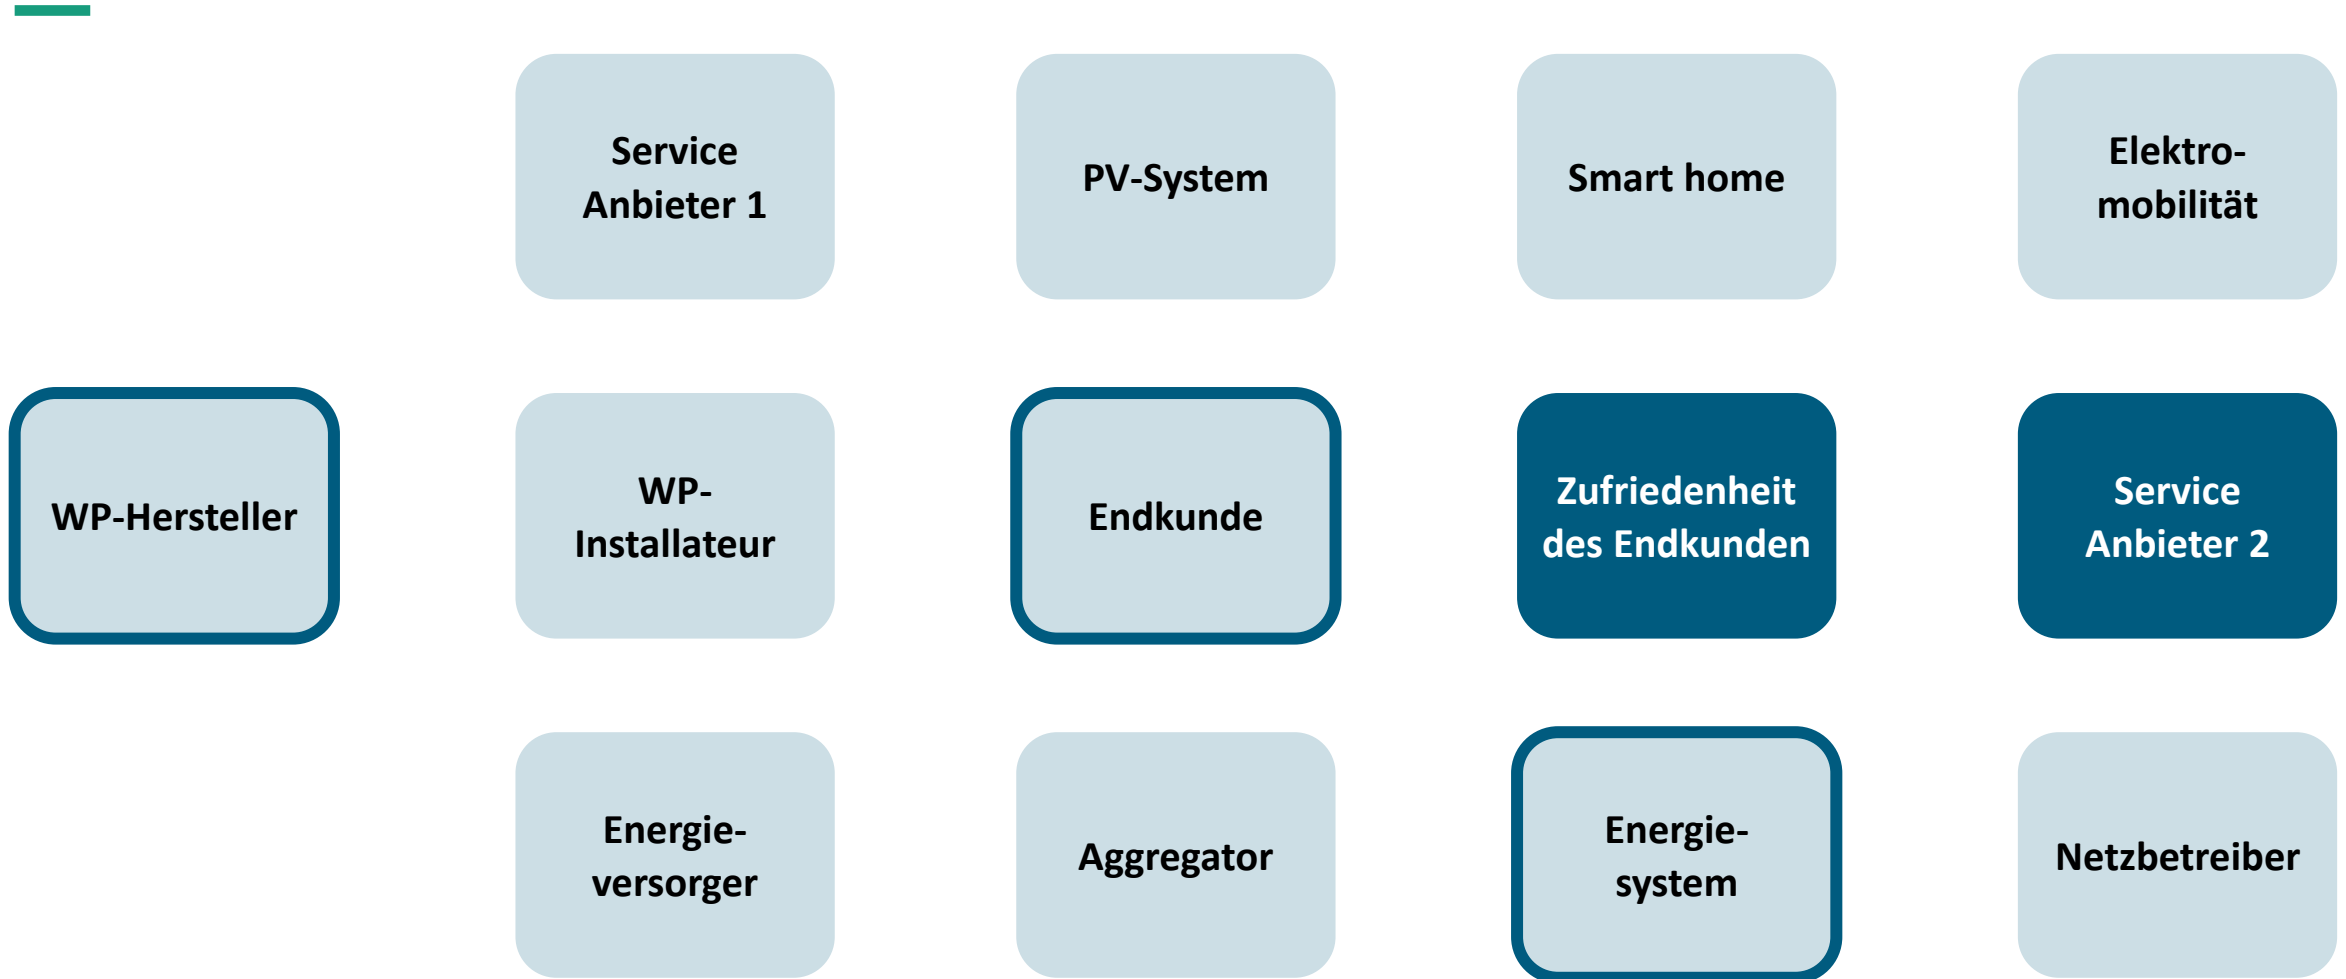 Service
Anbieter 1
PV-System
Smart home
Elektro-
mobilität
WP-Hersteller
WP-
Installateur
Endkunde
Zufriedenheit
des Endkunden
Service
Anbieter 2
Energie-
versorger
Aggregator
Energie-
system
Netzbetreiber